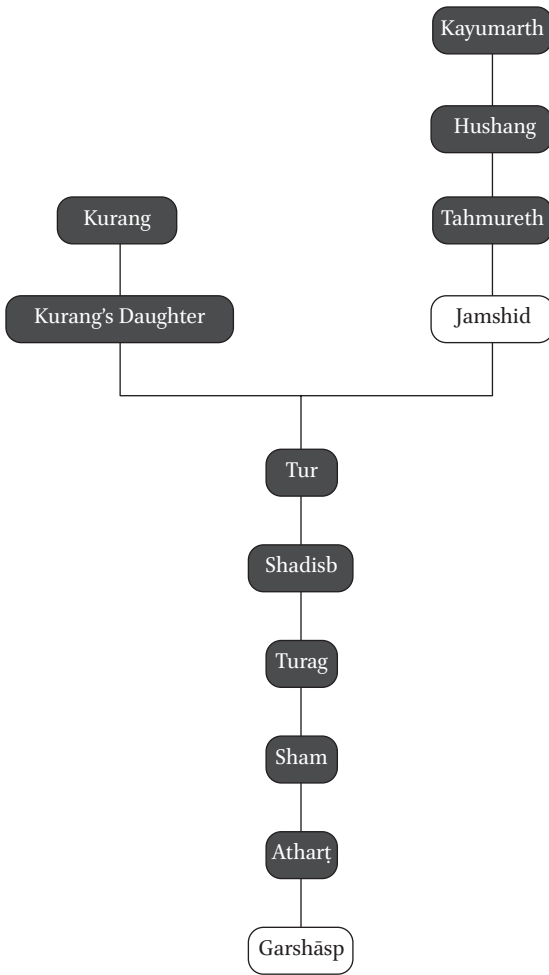 Kayumarth
Hushang
Kurang
Tahmureth
Kurang's Daughter
Jamshid
Tur
Shadisb
Turag
Sham
Atharṭ
Garshāsp